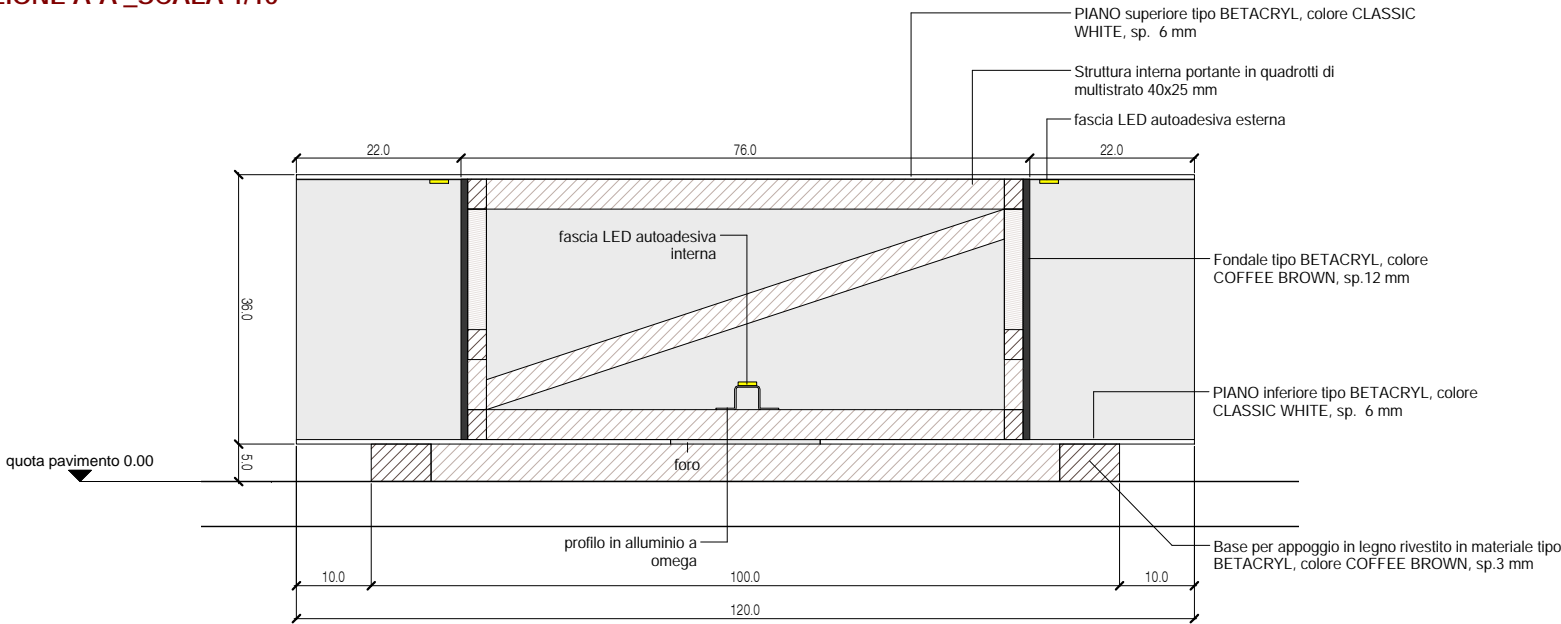 ZIONE A-A'_SCALA 1/10
PIANO superiore tipo BETACRYL, colore CLASSIC
WHITE, sp. 6 mm
Struttura interna portante in quadrotti di
multistrato 40x25 mm
fascia LED autoadesiva esterna
22.0
76.0
22.0
fascia LED autoadesiva
interna
Fondale tipo BETACRYL, colore
COFFEE BROWN, sp.12 mm
36.0
PIANO inferiore tipo BETACRYL, colore
CLASSIC WHITE, sp. 6 mm
quota pavimento 0.00
5.0
foro
profilo in alluminio a
omega
Base per appoggio in legno rivestito in materiale tipo
BETACRYL, colore COFFEE BROWN, sp.3 mm
10.0
100.0
10.0
120.0